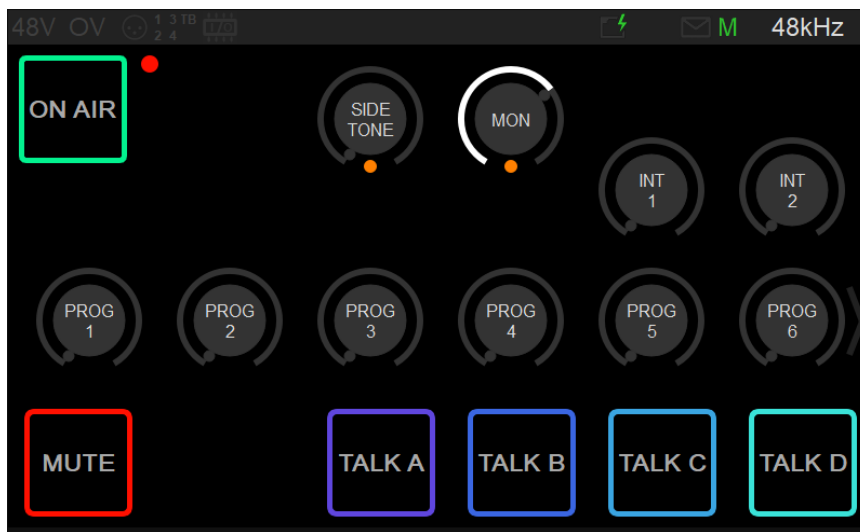 48V OV 1 3 TB M 48kHz
2 4
ON AIR
SIDE
TONE
MON
INT
1
INT
2
PROG
1
PROG
2
PROG
3
PROG
4
PROG
5
PROG
6
MUTE
TALK A
TALK B
TALK C
TALK D